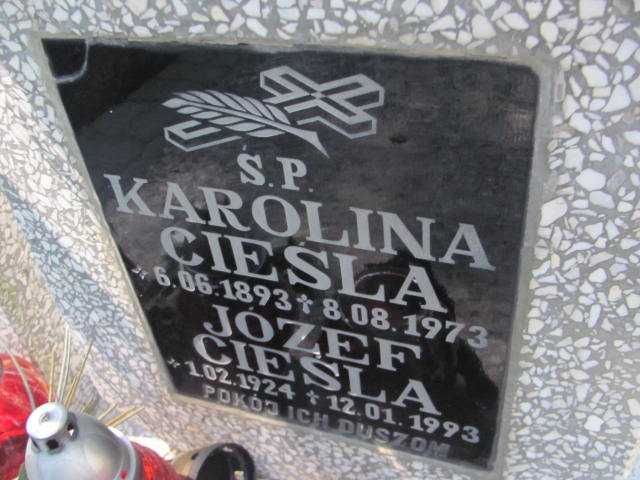 Ś.P.
KAROLINA
CIEŚLA
* 6.06.1893 ✝ 8.08.1973
JÓZEF
CIEŚLA
* 1.02.1924 ✝ 12.01.1993
POKÓJ ICH DUSZOM